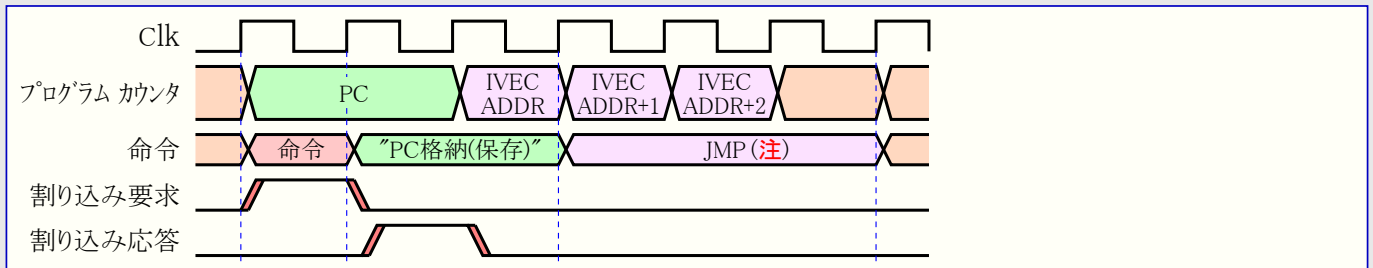 Clk
プログラム カウンタ
PC
IVEC
ADDR
IVEC
ADDR+1
IVEC
ADDR+2
命令
命令
"PC格納(保存)"
JMP (注)
割り込み要求
割り込み応答